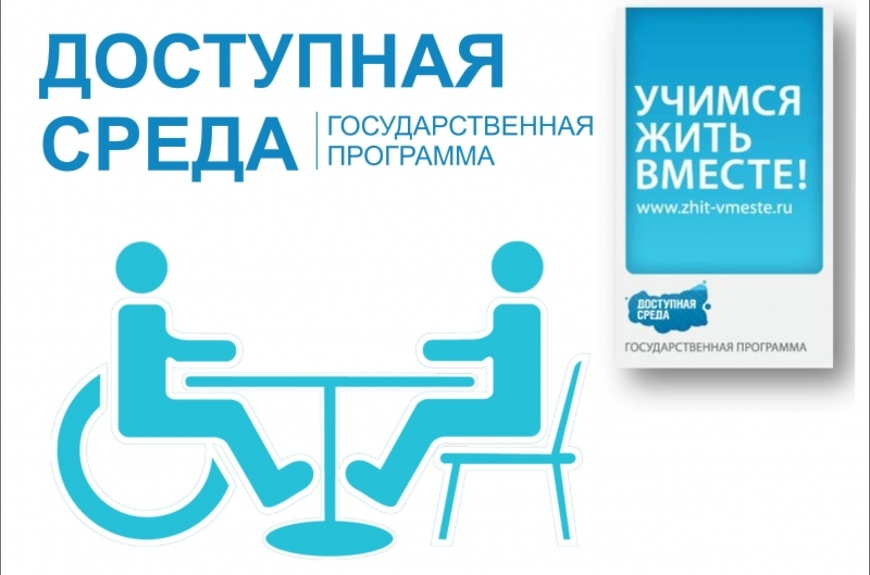 ДОСТУПНАЯ
СРЕДА
ГОСУДАРСТВЕННАЯ
ПРОГРАММА
УЧИМСЯ
ЖИТЬ
ВМЕСТЕ!
www.zhit-vmeste.ru
ДОСТУПНАЯ
СРЕДА
ГОСУДАРСТВЕННАЯ ПРОГРАММА